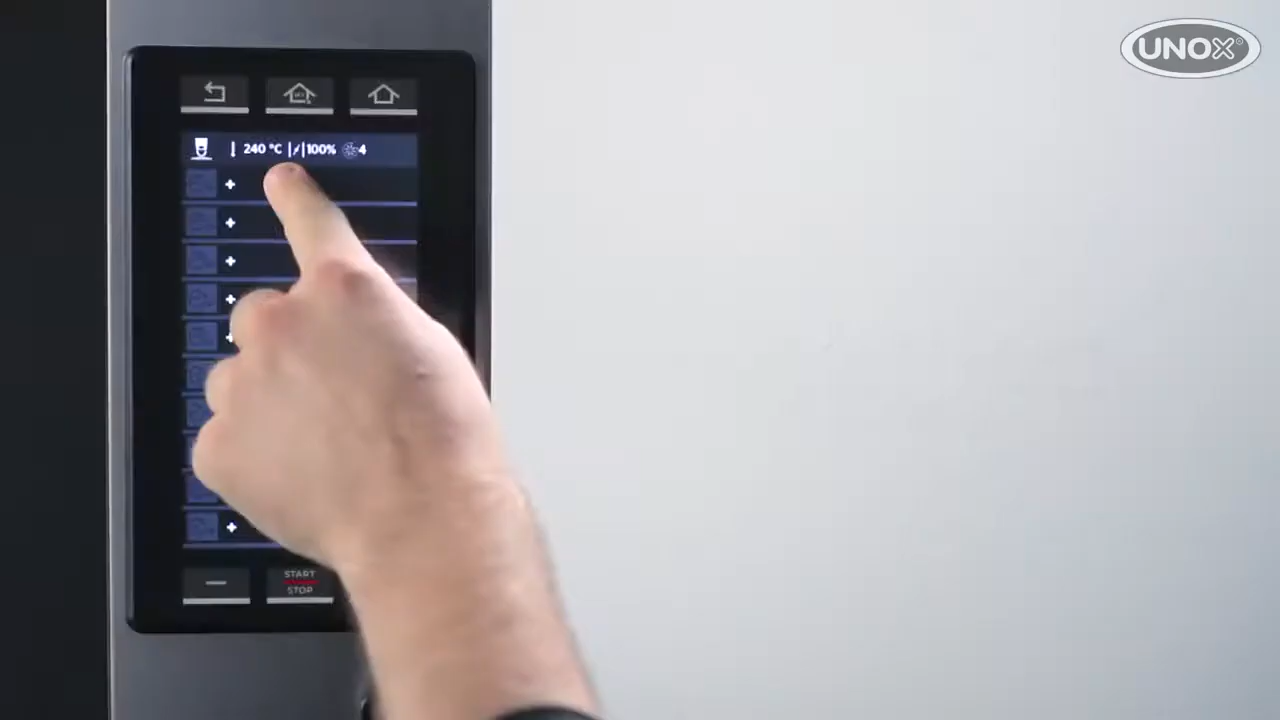 UNOX®
240 °C 100% 4
+
+
+
+
+
+
START
STOP